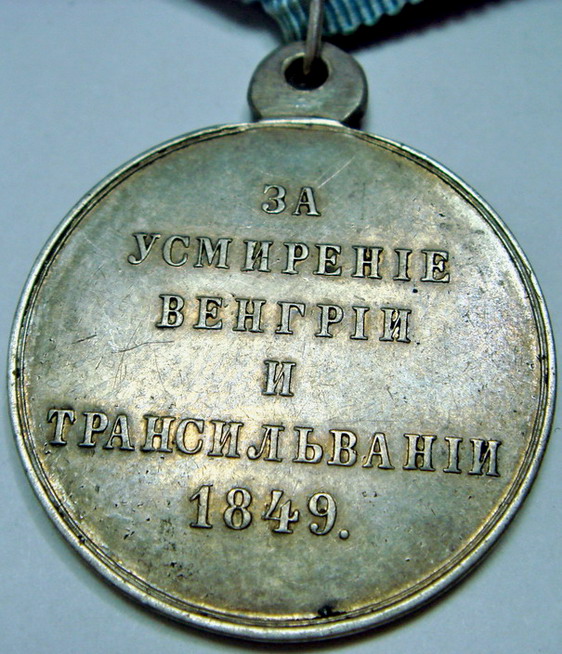 ЗА
УСМИРЕНІЕ
ВЕНГРІИ
И
ТРАНСИЛЬВАНІИ
1849.